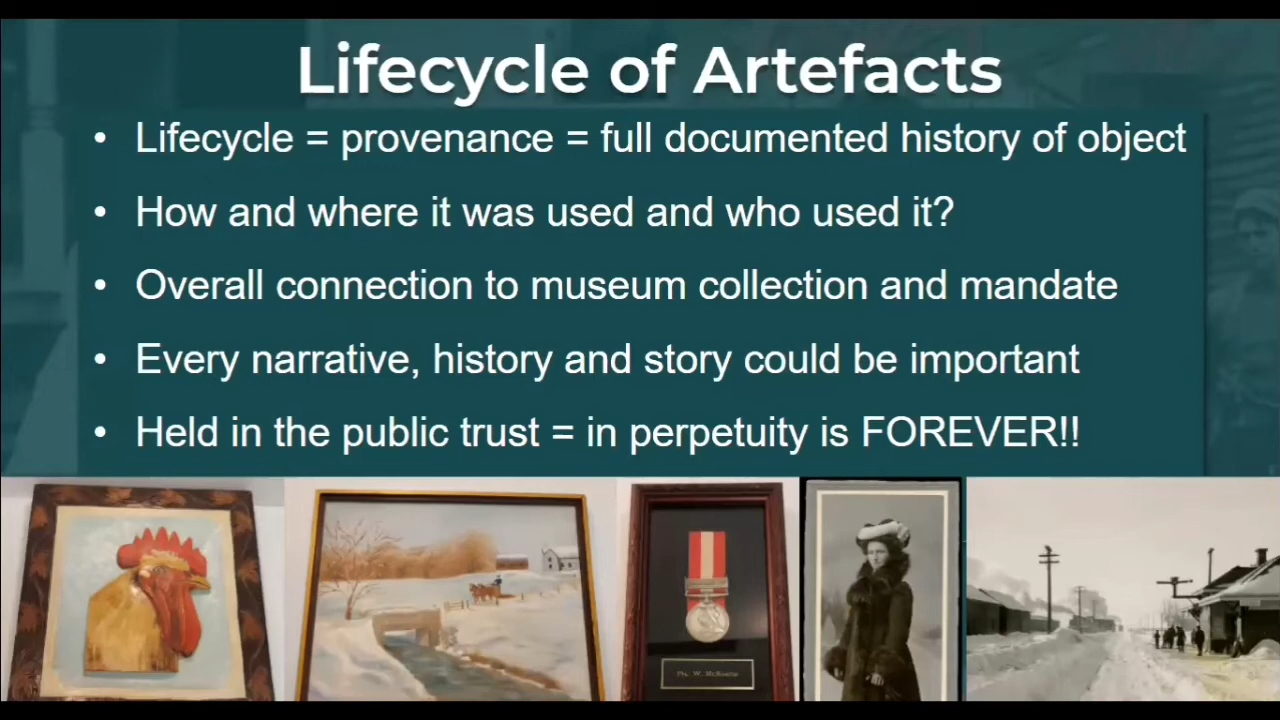 Lifecycle of Artefacts
• Lifecycle = provenance = full documented history of object
• How and where it was used and who used it?
• Overall connection to museum collection and mandate
• Every narrative, history and story could be important
• Held in the public trust = in perpetuity is FOREVER!!